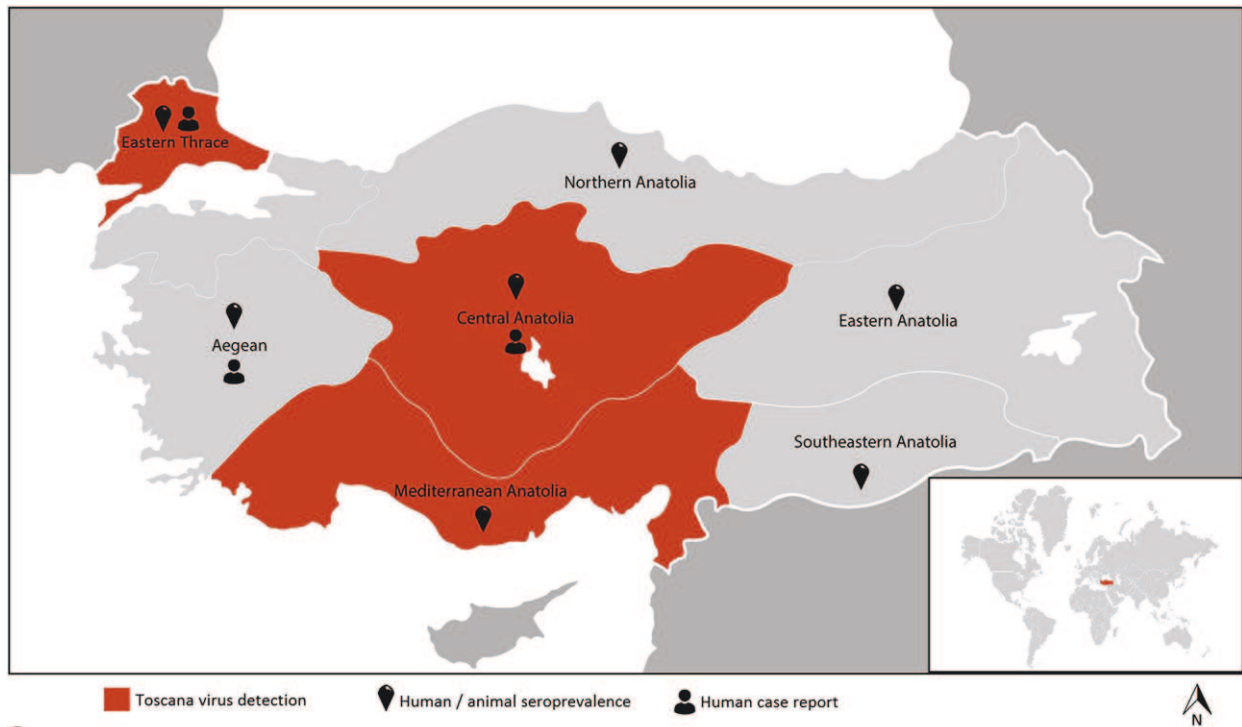 Eastern Thrace
Northern Anatolia
Central Anatolia
Eastern Anatolia
Aegean
Southeastern Anatolia
Mediterranean Anatolia
Toscana virus detection
Human / animal seroprevalence
Human case report
N